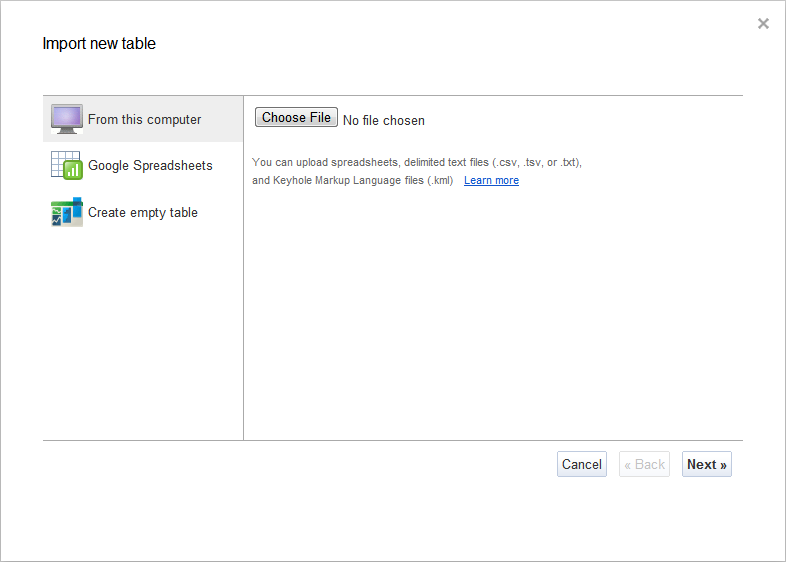 Import new table
From this computer
Google Spreadsheets
Create empty table
Choose File No file chosen
You can upload spreadsheets, delimited text files (.csv, .tsv, or .txt),
and Keyhole Markup Language files (.kml) Learn more
Cancel « Back Next »